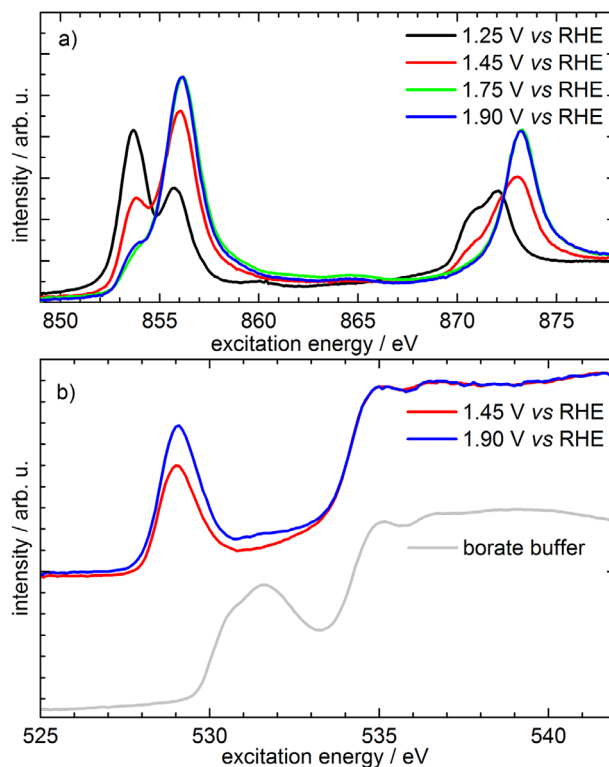 a)
1.25 V vs RHE
1.45 V vs RHE
1.75 V vs RHE
1.90 V vs RHE
intensity / arb. u.
850 855 860 865 870 875
excitation energy / eV
b)
1.45 V vs RHE
1.90 V vs RHE
borate buffer
intensity / arb. u.
525 530 535 540
excitation energy / eV